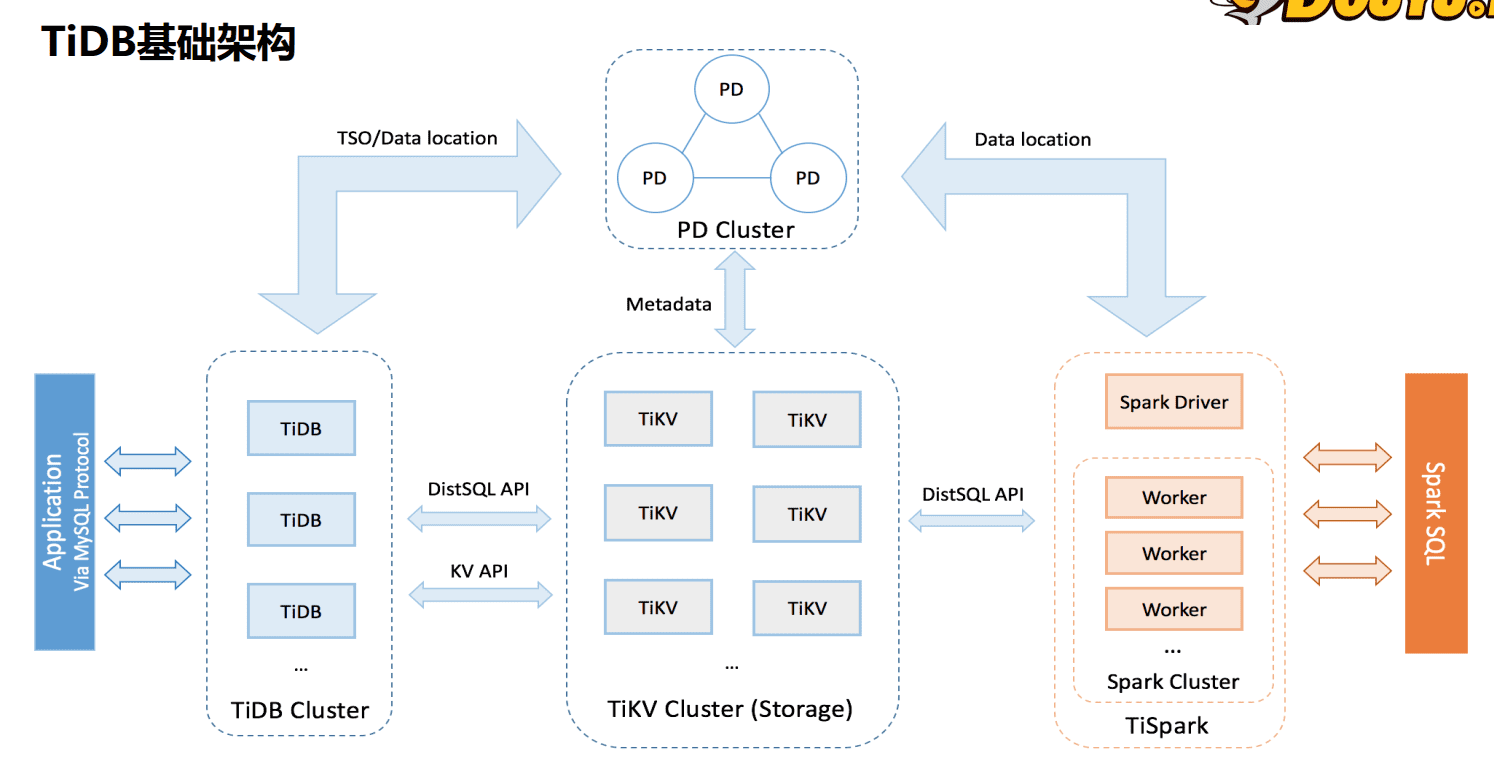 TiDB基础架构
PD
TSO/Data location
Data location
PD
PD
PD Cluster
Metadata
Application
Via MySQL Protocol
TiDB
TiDB
TiDB
...
TiDB Cluster
DistSQL API
KV API
TiKV
TiKV
TiKV
TiKV
TiKV
TiKV
...
TiKV Cluster (Storage)
DistSQL API
Spark Driver
Worker
Worker
Worker
...
Spark Cluster
TiSpark
Spark SQL